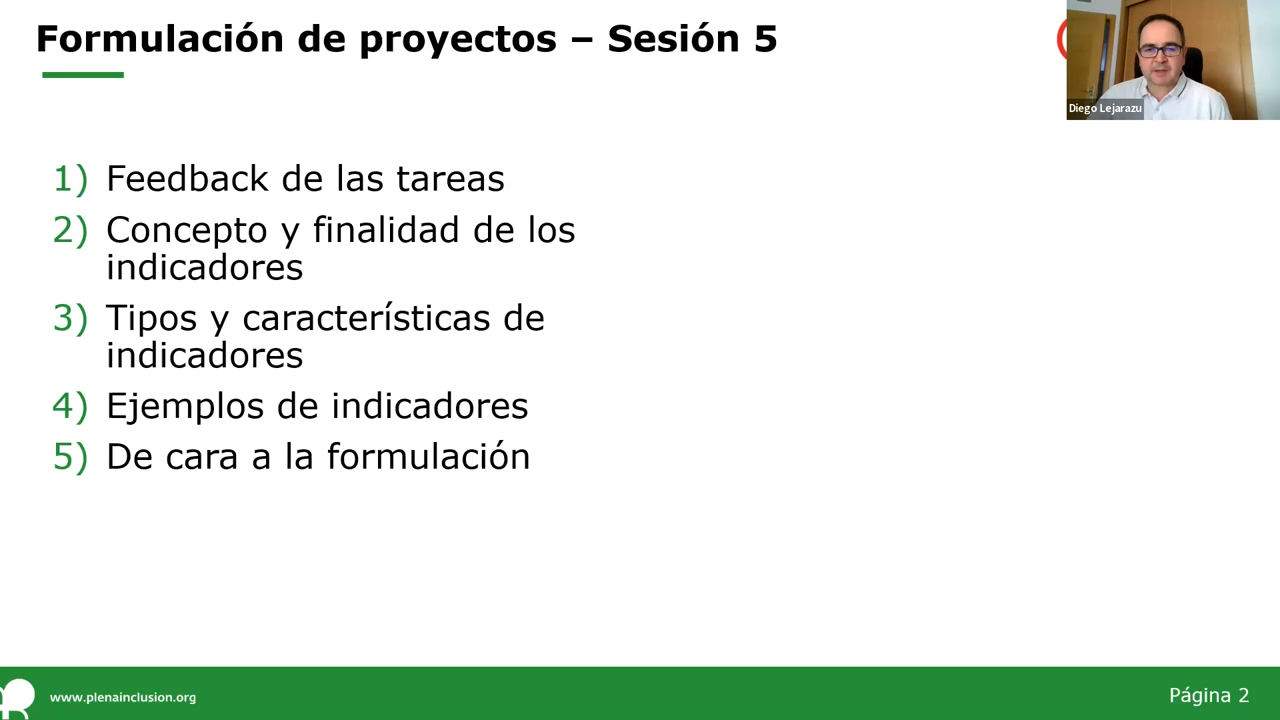 Formulación de proyectos – Sesión 5
Diego Lejarazu
1) Feedback de las tareas
2) Concepto y finalidad de los
indicadores
3) Tipos y características de
indicadores
4) Ejemplos de indicadores
5) De cara a la formulación
www.plenainclusion.org
Página 2